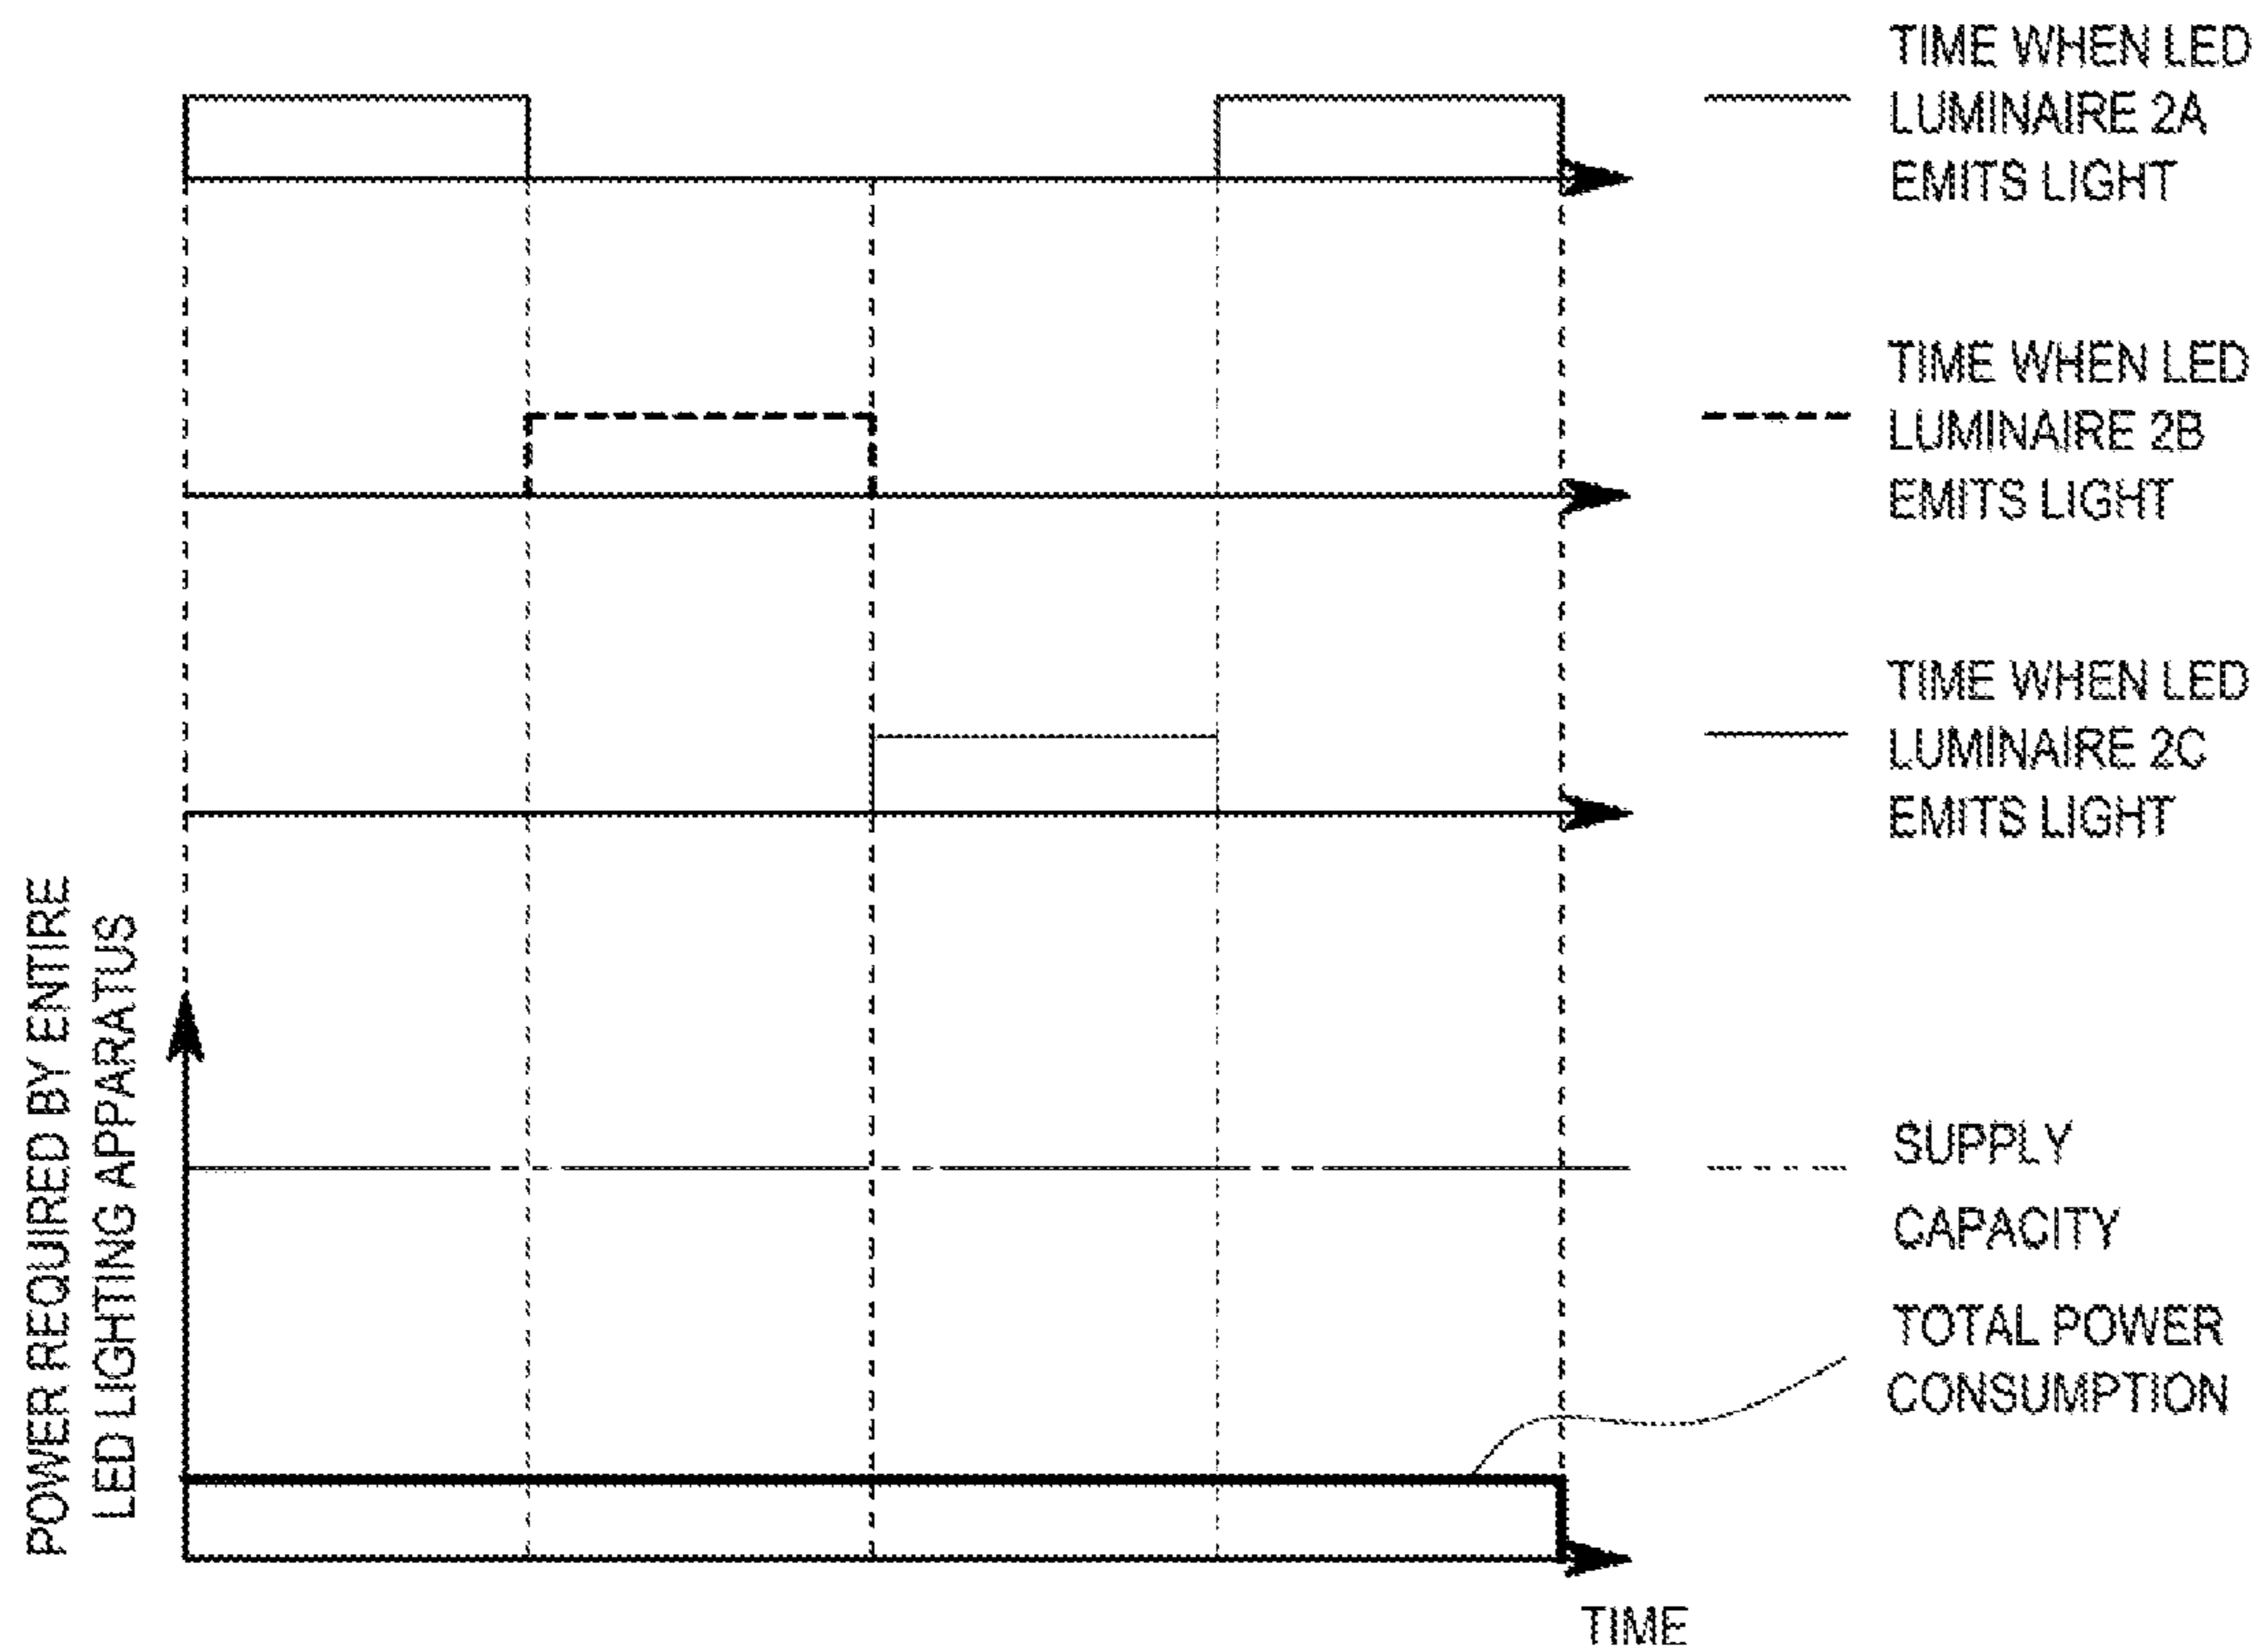 TIME WHEN LED
LUMINAIRE 2A
EMITS LIGHT
TIME WHEN LED
LUMINAIRE 2B
EMITS LIGHT
TIME WHEN LED
LUMINAIRE 2C
EMITS LIGHT
POWER REQUIRED BY ENTIRE
LED LIGHTING APPARATUS
SUPPLY
CAPACITY
TOTAL POWER
CONSUMPTION
TIME